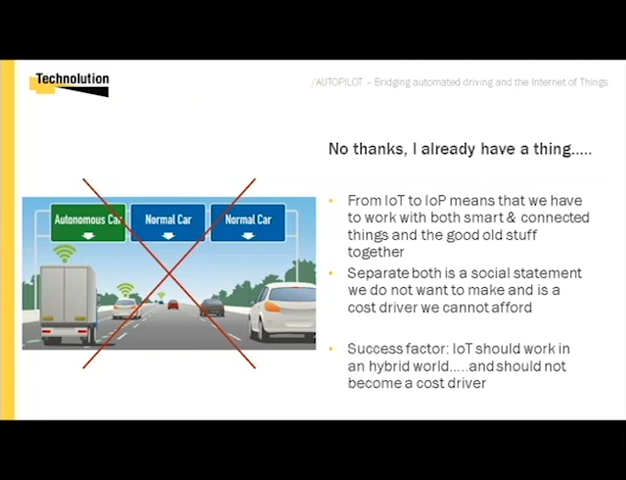 Technolution
/AUTOPILOT – Bridging automated driving and the Internet of Things
No thanks, I already have a thing.....
Autonomous Car
Normal Car
Normal Car
• From IoT to IoP means that we have
to work with both smart & connected
things and the good old stuff
together
• Separate both is a social statement
we do not want to make and is a
cost driver we cannot afford
• Success factor: IoT should work in
an hybrid world.....and should not
become a cost driver